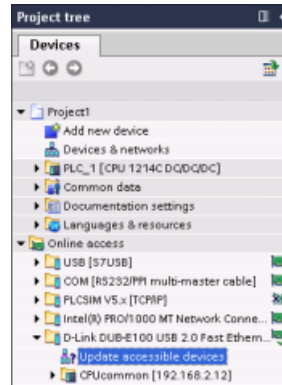 Project tree
Devices
Project1
Add new device
Devices & networks
PLC_1 [CPU 1214C DC/DC/DC]
Common data
Documentation settings
Languages & resources
Online access
USB [S7USB]
COM [RS232/PPI multi-master cable]
PLCSIM V5.x [TCP/IP]
Intel(R) PRO/1000 MT Network Conne...
D-Link DUB-E100 USB 2.0 Fast Ethern...
Update accessible devices
CPUcommon [192.168.2.12]